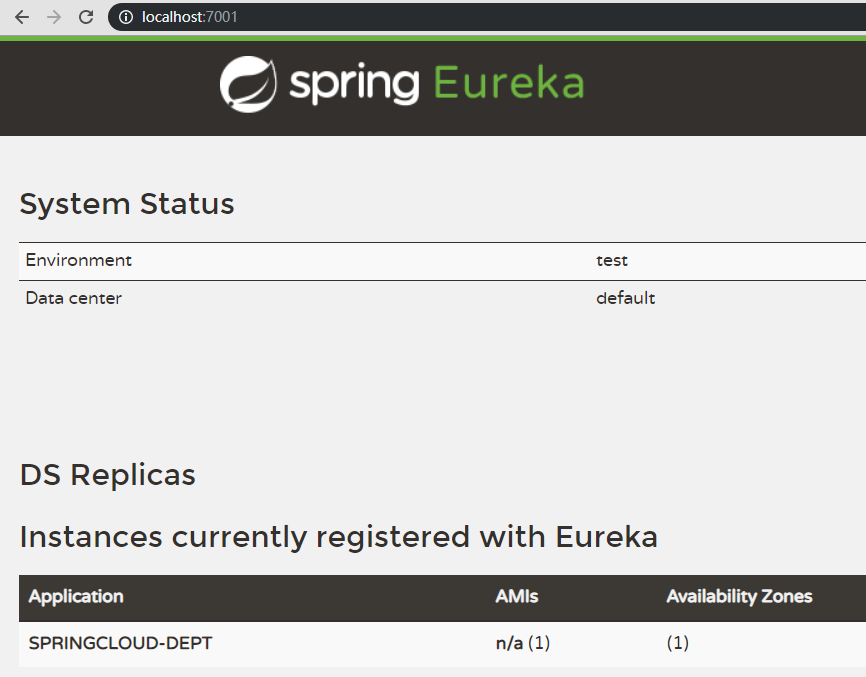 localhost:7001
spring Eureka
System Status
Environment test
Data center default
DS Replicas
Instances currently registered with Eureka
Application AMIs Availability Zones
SPRINGCLOUD-DEPT n/a (1) (1)